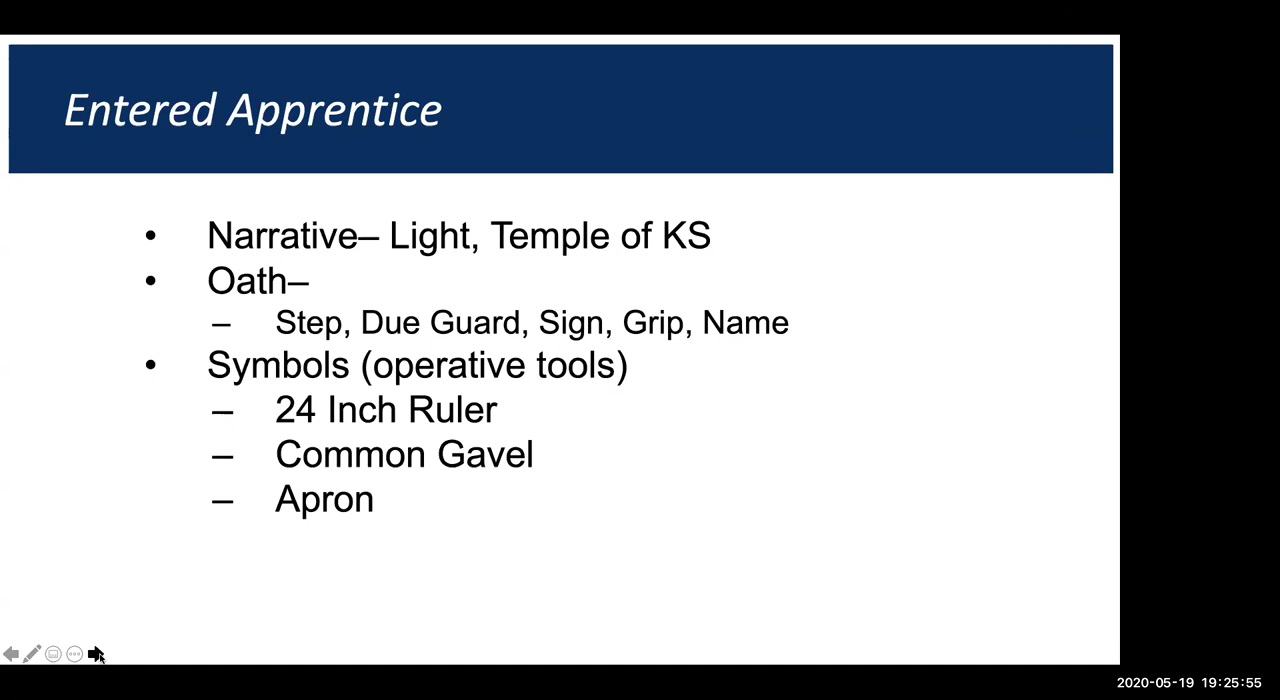 Entered Apprentice
• Narrative– Light, Temple of KS
• Oath–
– Step, Due Guard, Sign, Grip, Name
• Symbols (operative tools)
– 24 Inch Ruler
– Common Gavel
– Apron
2020-05-19 19:25:55